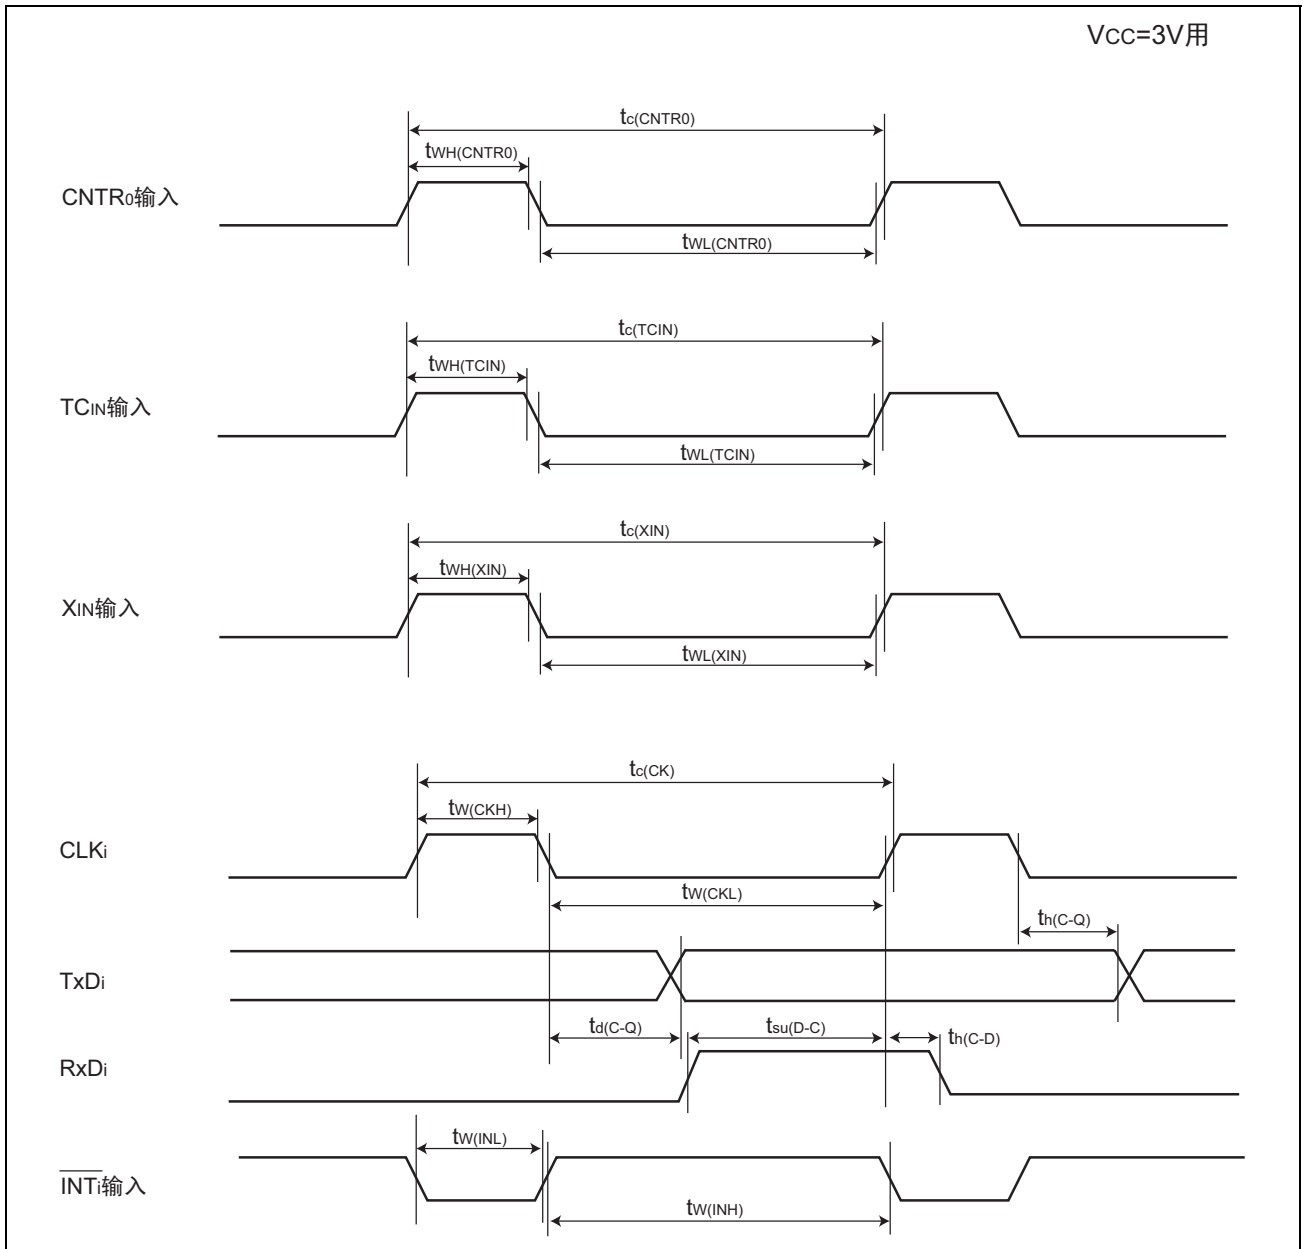 VCC=3V用
tc(CNTR0)
tWH(CNTR0)
CNTR0输入
tWL(CNTR0)
tc(TCIN)
tWH(TCIN)
TCIN输入
tWL(TCIN)
tc(XIN)
tWH(XIN)
XIN输入
tWL(XIN)
tc(CK)
tW(CKH)
CLKi
tW(CKL)
th(C-Q)
TxDi
td(C-Q)
tsu(D-C)
th(C-D)
RxDi
tW(INL)
INTi输入
tW(INH)